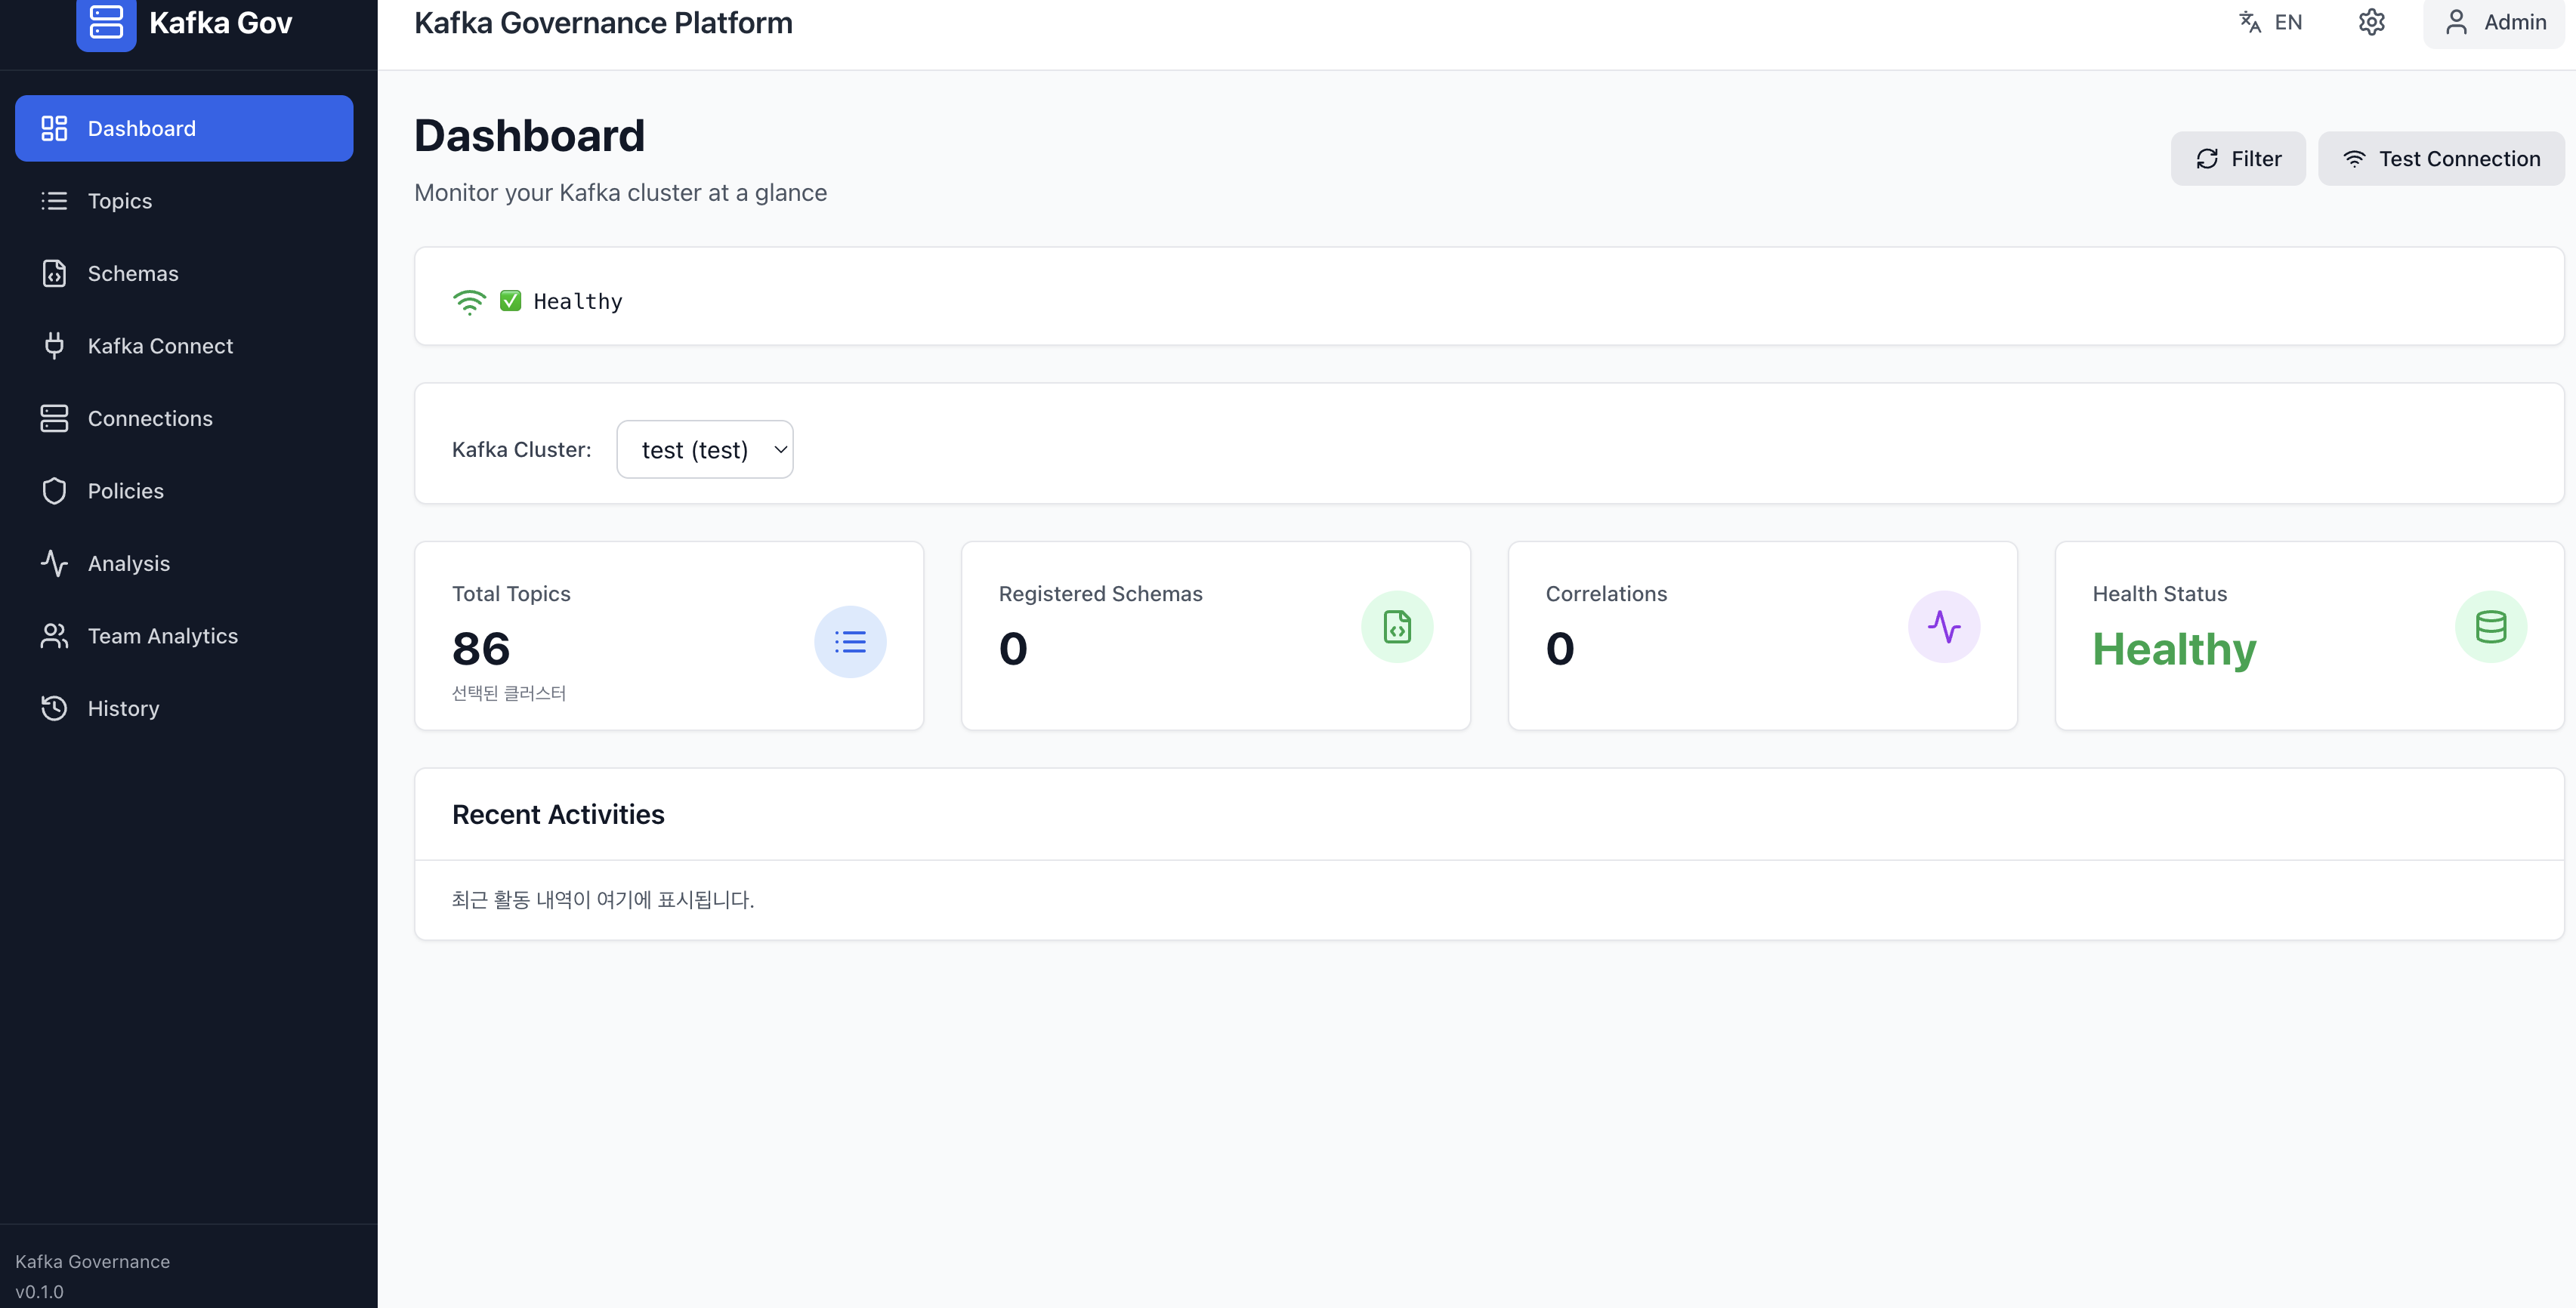 Kafka Gov
Kafka Governance Platform
EN
Admin
Dashboard
Topics
Schemas
Kafka Connect
Connections
Policies
Analysis
Team Analytics
History
Kafka Governance
v0.1.0
Dashboard
Monitor your Kafka cluster at a glance
Filter
Test Connection
✅ Healthy
Kafka Cluster:
test (test)
Total Topics
86
선택된 클러스터
Registered Schemas
0
Correlations
0
Health Status
Healthy
Recent Activities
최근 활동 내역이 여기에 표시됩니다.